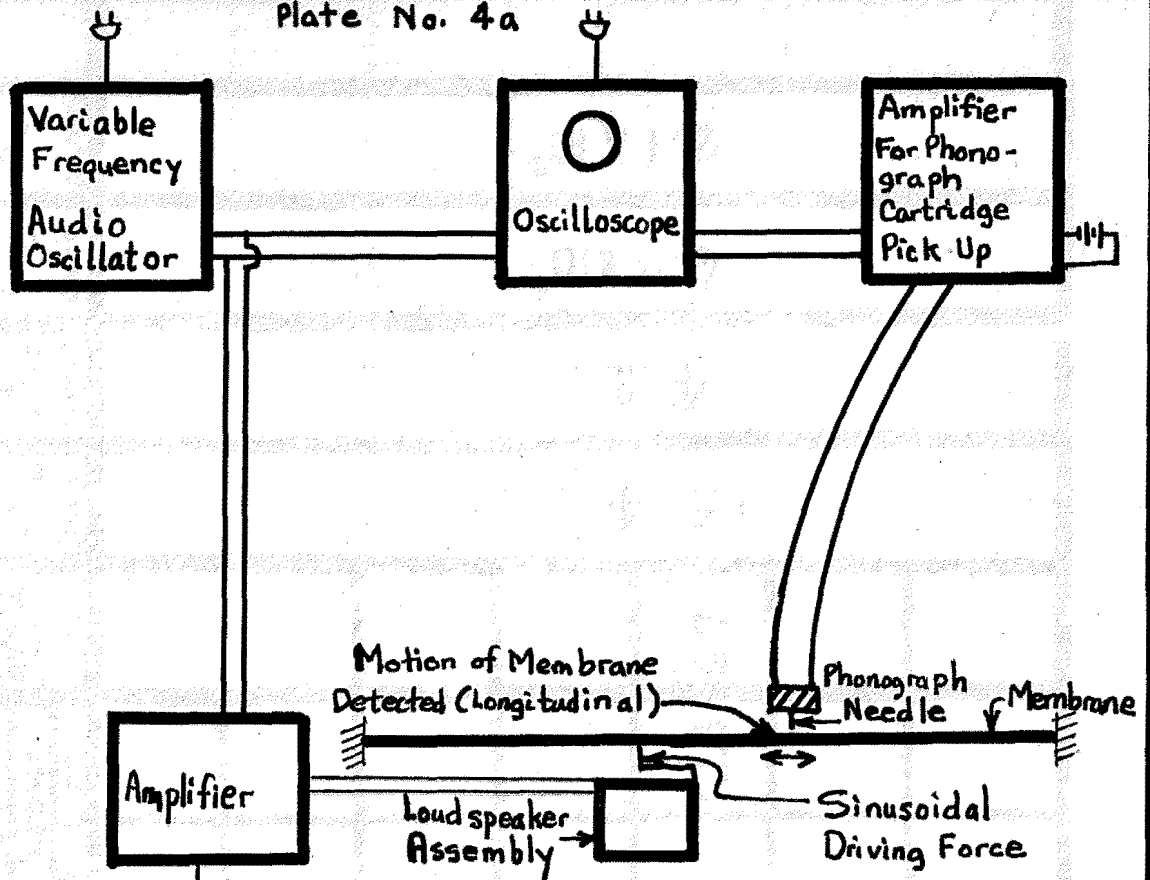 Plate No. 4a
Variable
Frequency
Audio
Oscillator
Oscilloscope
Amplifier
For Phono-
graph
Cartridge
Pick Up
Motion of Membrane
Detected (Longitudinal)
Phonograph
Needle
Membrane
Amplifier
Loudspeaker
Assembly
Sinusoidal
Driving Force